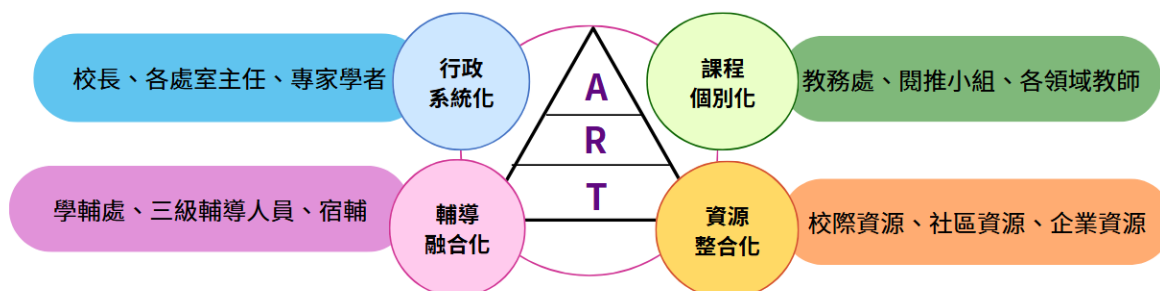 校長、各處室主任、專家學者
行政
系統化
A
R
T
課程
個別化
教務處、閱推小組、各領域教師
學輔處、三級輔導人員、宿輔
輔導
融合化
資源
整合化
校際資源、社區資源、企業資源